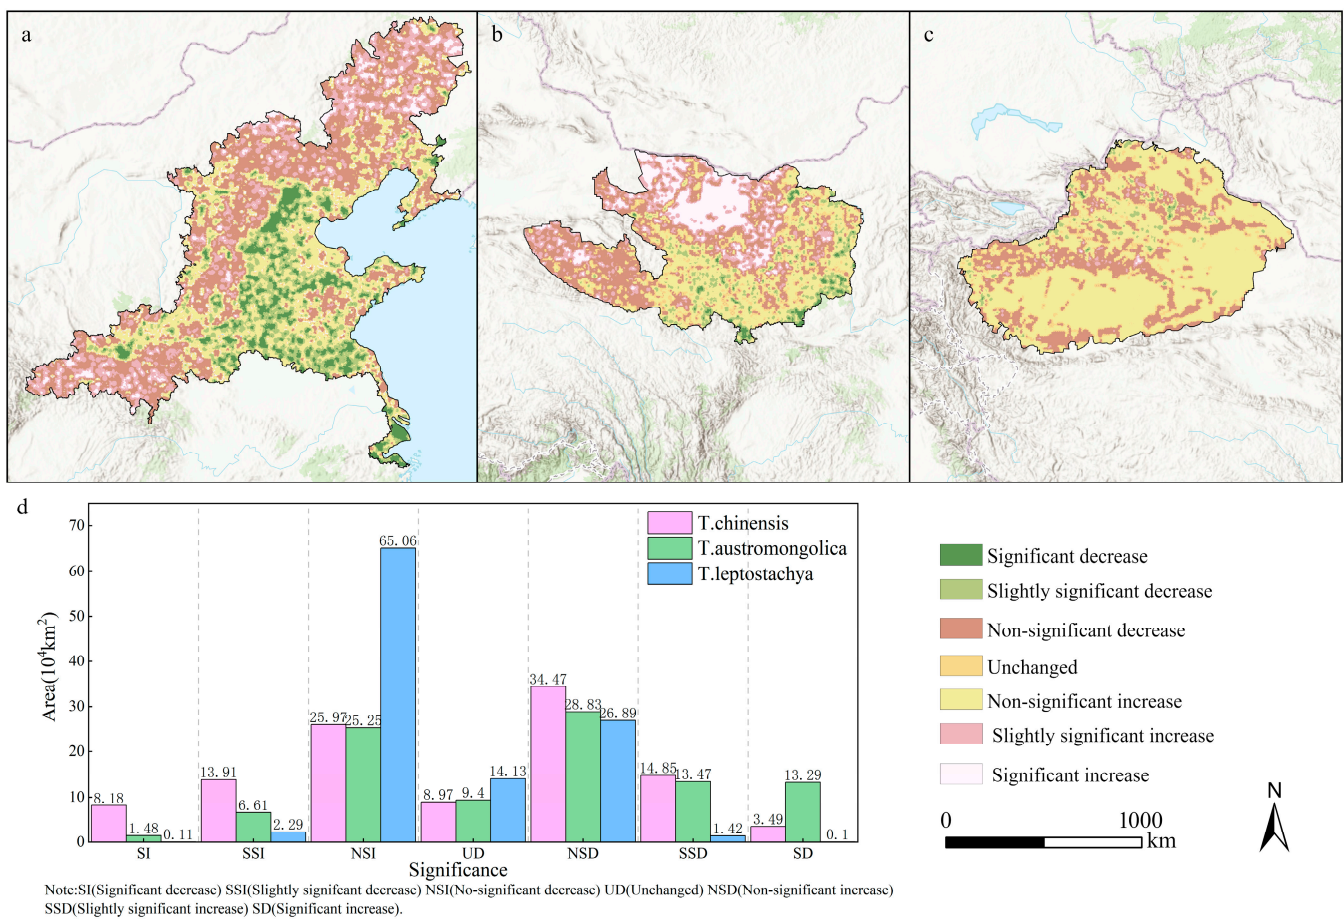 a
b
c
d
T.chinensis
T.austromongolica
T.leptostachya
Area(10⁴km²)
70
60
50
40
30
20
10
0
8.18
1.48
0.11
13.91
6.61
2.29
25.97
25.25
65.06
8.97
9.4
14.13
34.47
28.83
26.89
14.85
13.47
1.42
3.49
13.29
0.1
SI
SSI
NSI
UD
NSD
SSD
SD
Significance
Significant decrease
Slightly significant decrease
Non-significant decrease
Unchanged
Non-significant increase
Slightly significant increase
Significant increase
0
1000
km
N
Note:SI(Significant decrease) SSI(Slightly signifcant decrease) NSI(No-significant decrease) UD(Unchanged) NSD(Non-significant increase)
SSD(Slightly significant increase) SD(Significant increase).